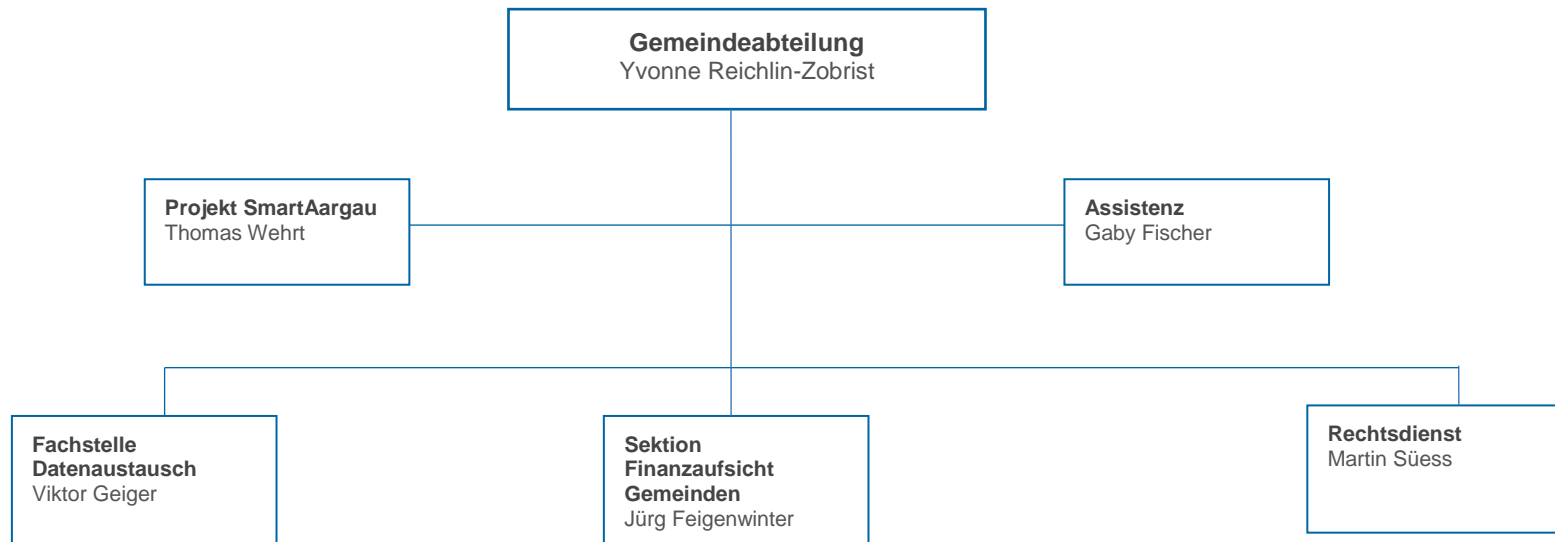 Gemeindeabteilung
Yvonne Reichlin-Zobrist
Projekt SmartAargau
Thomas Wehrt
Assistenz
Gaby Fischer
Fachstelle
Datenaustausch
Viktor Geiger
Sektion
Finanzaufsicht
Gemeinden
Jürg Feigenwinter
Rechtsdienst
Martin Süess